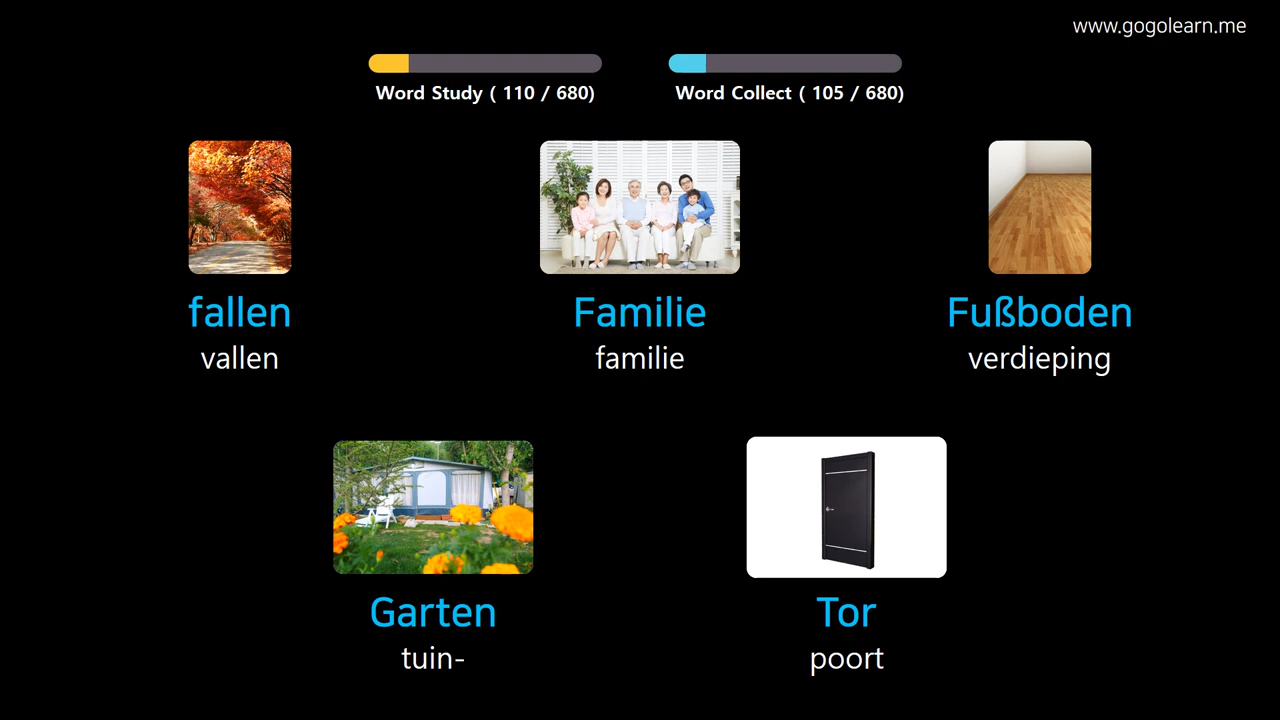 www.gogolearn.me
Word Study ( 110 / 680)
Word Collect ( 105 / 680)
fallen
vallen
Familie
familie
Fußboden
verdieping
Garten
tuin-
Tor
poort